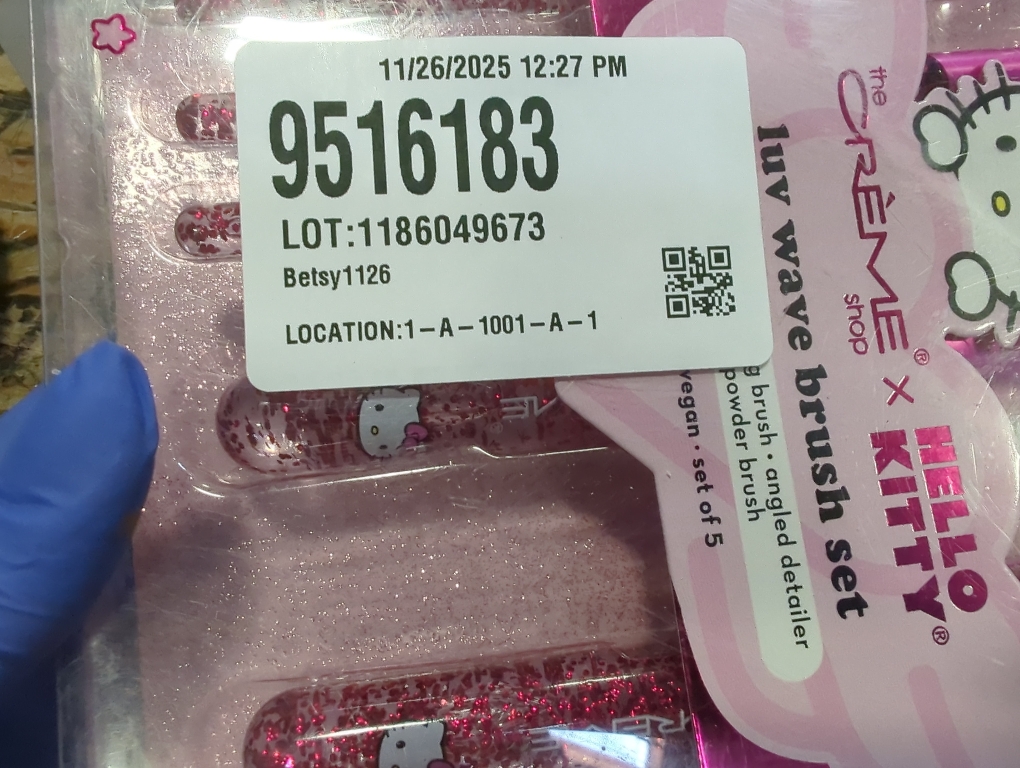 11/26/2025 12:27 PM
9516183
LOT:1186049673
Betsy1126
LOCATION:1-A-1001-A-1
the
CRÈME
shop
® × HELLO
KITTY®
luv wave brush set
brush • angled detailer
powder brush
vegan • set of 5